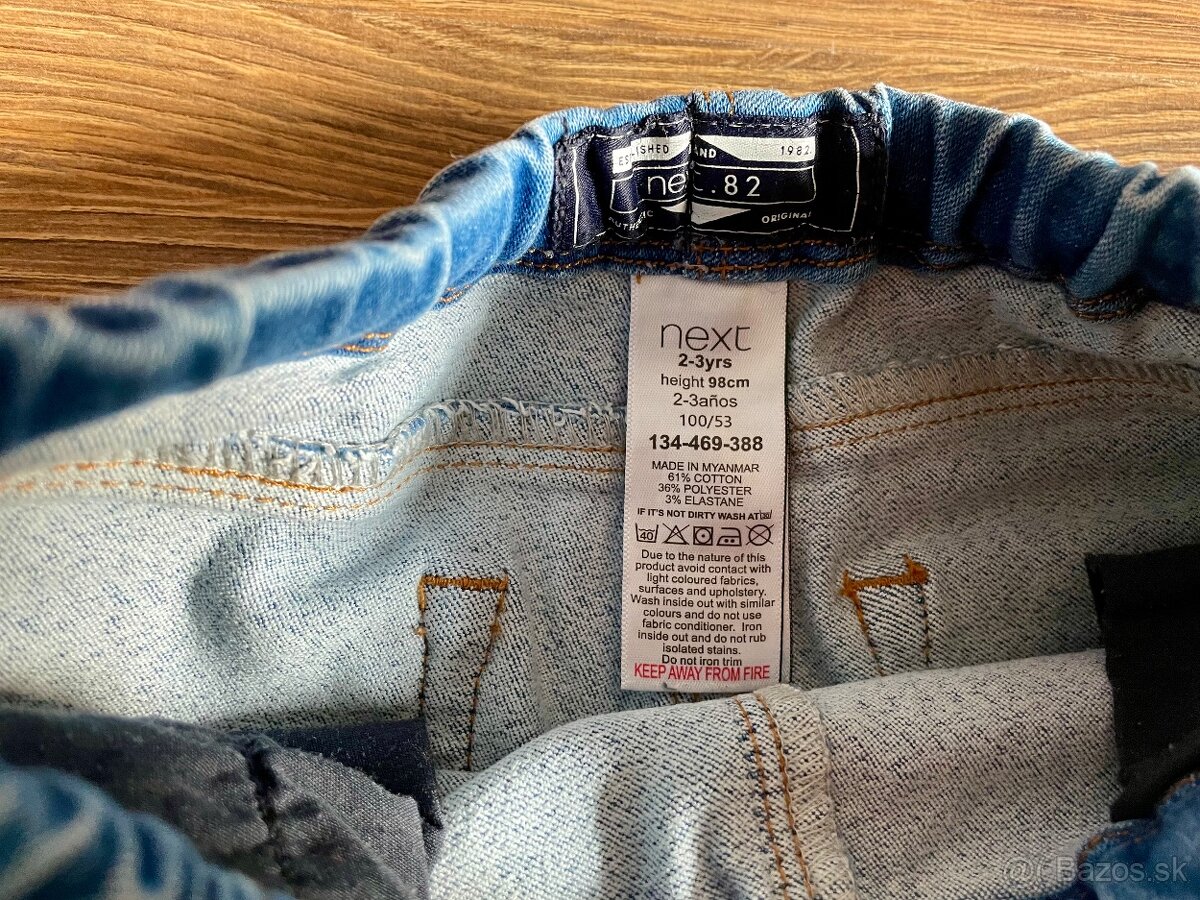 ISHED AND 1982
ne .82
ORIGINAL
next
2-3yrs
height 98cm
2-3años
100/53
134-469-388
MADE IN MYANMAR
61% COTTON
36% POLYESTER
3% ELASTANE
IF IT'S NOT DIRTY WASH AT 30
40
Due to the nature of this
product avoid contact with
light coloured fabrics,
surfaces and upholstery.
Wash inside out with similar
colours and do not use
fabric conditioner. Iron
inside out and do not rub
isolated stains.
Do not iron trim
KEEP AWAY FROM FIRE
Bazos.sk